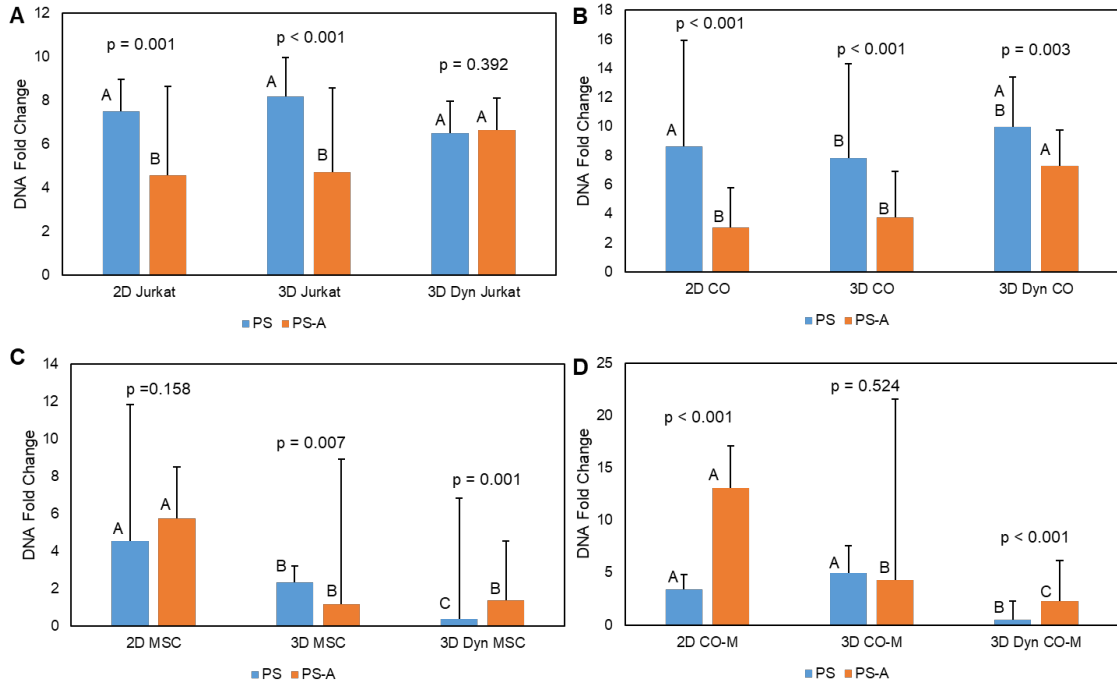 A
DNA Fold Change
12
10
8
6
4
2
0
p = 0.001
p < 0.001
p = 0.392
A
B
A
B
A
A
2D Jurkat
3D Jurkat
3D Dyn Jurkat
PS
PS-A
B
DNA Fold Change
18
16
14
12
10
8
6
4
2
0
p < 0.001
p < 0.001
p = 0.003
A
B
B
B
A
B
A
2D CO
3D CO
3D Dyn CO
PS
PS-A
C
DNA Fold Change
14
12
10
8
6
4
2
0
p =0.158
p = 0.007
p = 0.001
A
A
B
B
C
B
2D MSC
3D MSC
3D Dyn MSC
PS
PS-A
D
DNA Fold Change
25
20
15
10
5
0
p < 0.001
p = 0.524
p < 0.001
A
A
A
B
B
C
2D CO-M
3D CO-M
3D Dyn CO-M
PS
PS-A